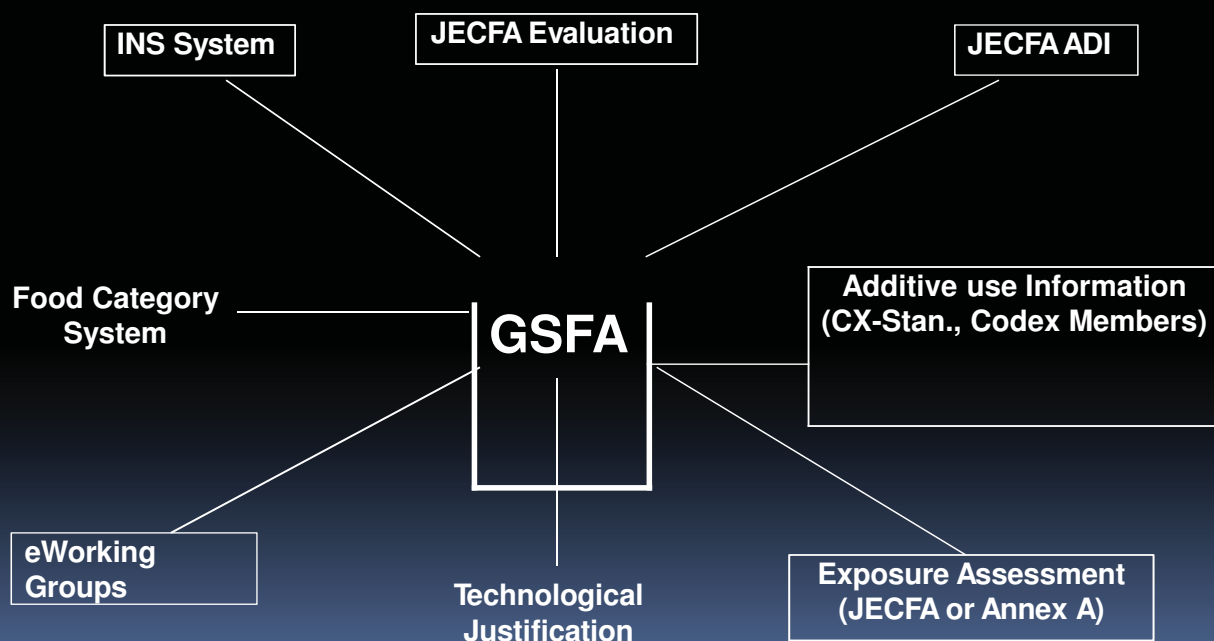 INS System
JECFA Evaluation
JECFA ADI
Food Category
System
GSFA
Additive use Information
(CX-Stan., Codex Members)
eWorking
Groups
Technological
Justification
Exposure Assessment
(JECFA or Annex A)